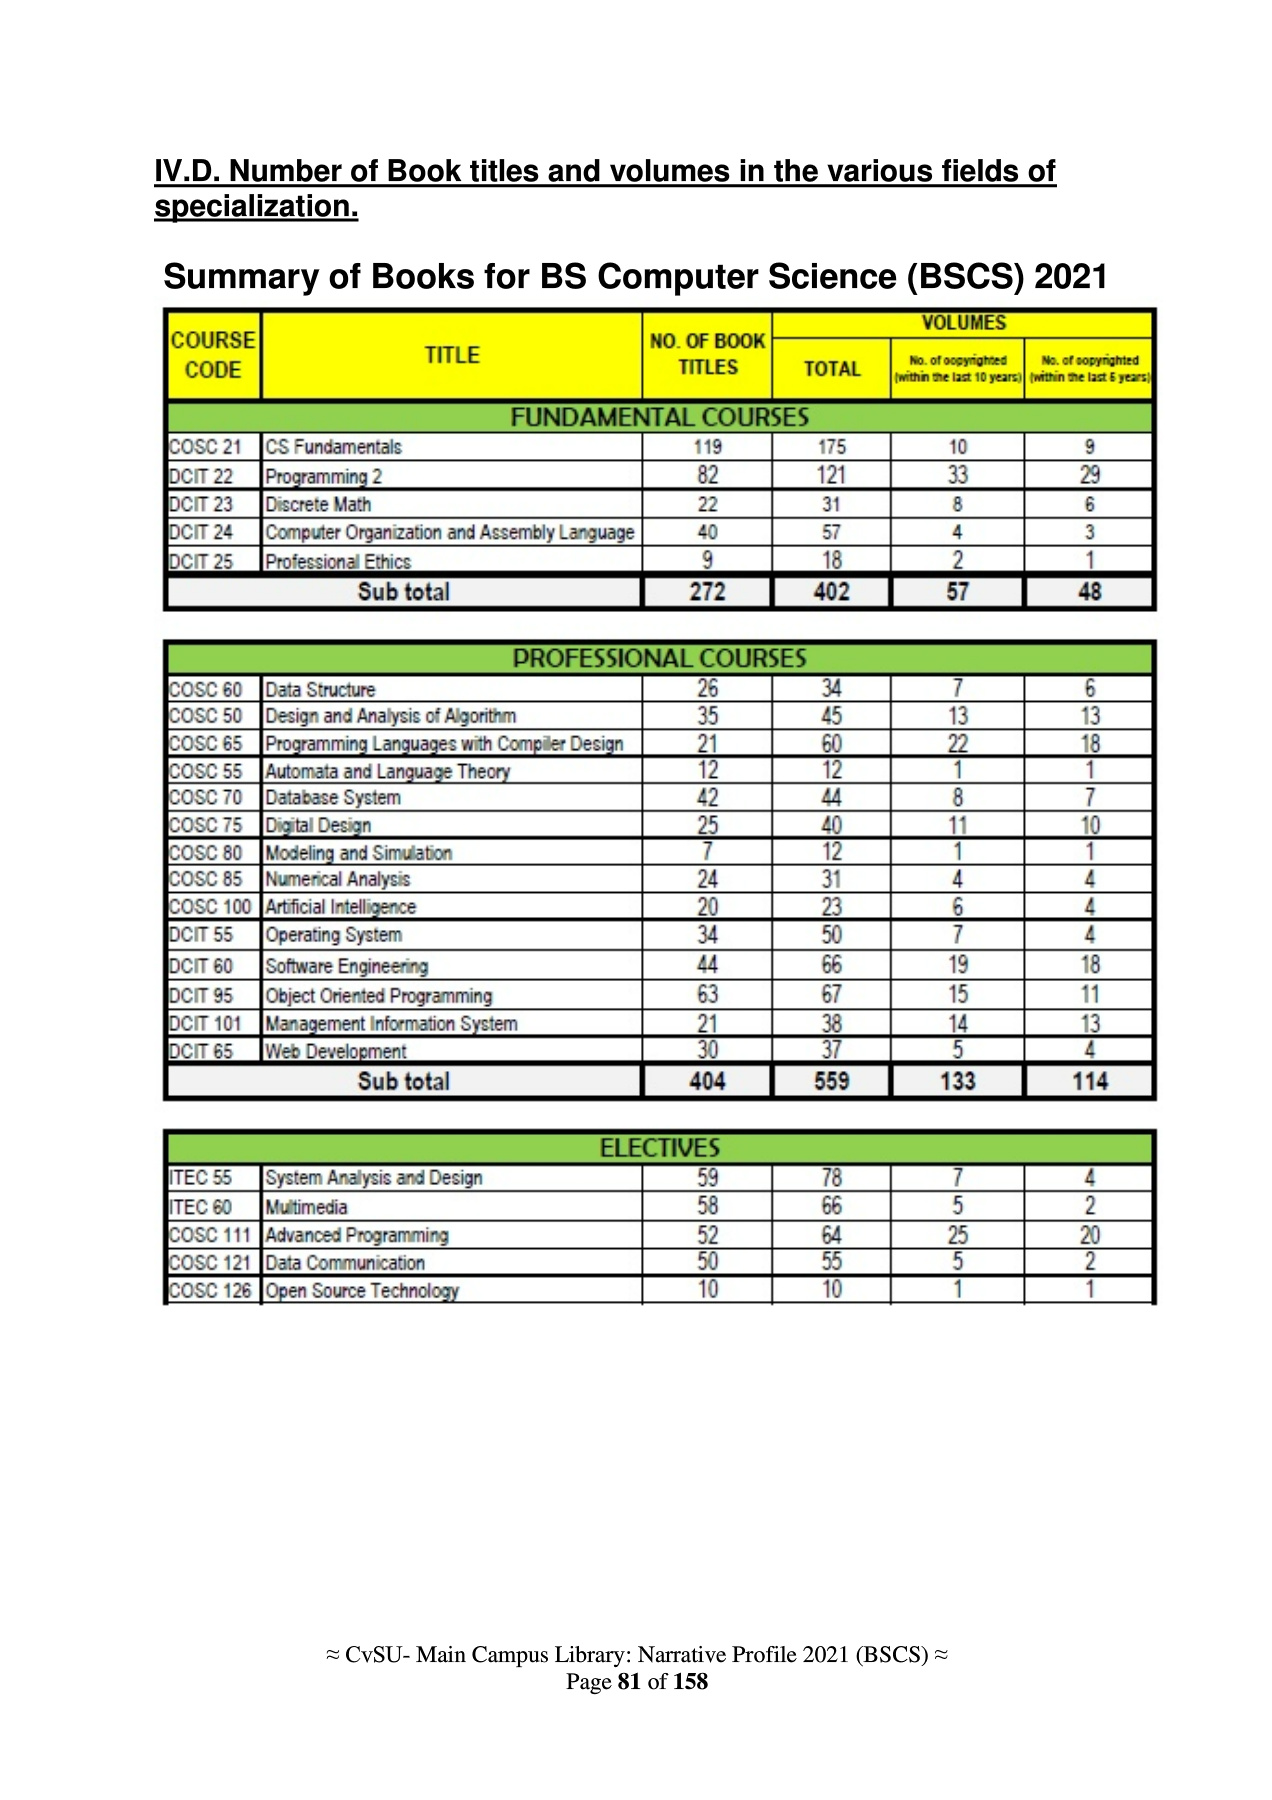 IV.D. Number of Book titles and volumes in the various fields of
specialization.
Summary of Books for BS Computer Science (BSCS) 2021
COURSE CODE TITLE NO. OF BOOK TITLES VOLUMES
TOTAL No. of copyrighted (within the last 10 years) No. of copyrighted (within the last 5 years)
FUNDAMENTAL COURSES
COSC 21 CS Fundamentals 119 175 10 9
DCIT 22 Programming 2 82 121 33 29
DCIT 23 Discrete Math 22 31 8 6
DCIT 24 Computer Organization and Assembly Language 40 57 4 3
DCIT 25 Professional Ethics 9 18 2 1
Sub total 272 402 57 48
PROFESSIONAL COURSES
COSC 60 Data Structure 26 34 7 6
COSC 50 Design and Analysis of Algorithm 35 45 13 13
COSC 65 Programming Languages with Compiler Design 21 60 22 18
COSC 55 Automata and Language Theory 12 12 1 1
COSC 70 Database System 42 44 8 7
COSC 75 Digital Design 25 40 11 10
COSC 80 Modeling and Simulation 7 12 1 1
COSC 85 Numerical Analysis 24 31 4 4
COSC 100 Artificial Intelligence 20 23 6 4
DCIT 55 Operating System 34 50 7 4
DCIT 60 Software Engineering 44 66 19 18
DCIT 95 Object Oriented Programming 63 67 15 11
DCIT 101 Management Information System 21 38 14 13
DCIT 65 Web Development 30 37 5 4
Sub total 404 559 133 114
ELECTIVES
ITEC 55 System Analysis and Design 59 78 7 4
ITEC 60 Multimedia 58 66 5 2
COSC 111 Advanced Programming 52 64 25 20
COSC 121 Data Communication 50 55 5 2
COSC 126 Open Source Technology 10 10 1 1
≈ CvSU- Main Campus Library: Narrative Profile 2021 (BSCS) ≈
Page 81 of 158